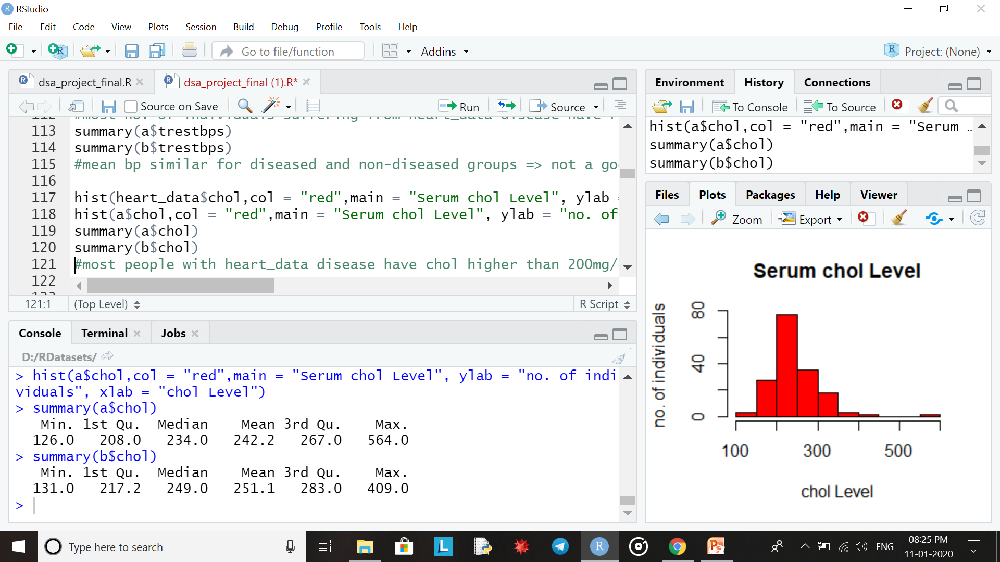 RStudio
File Edit Code View Plots Session Build Debug Profile Tools Help
Go to file/function Addins Project: (None)
dsa_project_final.R dsa_project_final (1).R*
Source on Save Run Source
112 #most no. of individuals suffering from heart_data disease have
113 summary(a$trestbps)
114 summary(b$trestbps)
115 #mean bp similar for diseased and non-diseased groups => not a go
116
117 hist(heart_data$chol,col = "red",main = "Serum chol Level", ylab
118 hist(a$chol,col = "red",main = "Serum chol Level", ylab = "no. of
119 summary(a$chol)
120 summary(b$chol)
121 #most people with heart_data disease have chol higher than 200mg/
122
121:1 (Top Level) R Script
Console Terminal Jobs
D:/RDatasets/
> hist(a$chol,col = "red",main = "Serum chol Level", ylab = "no. of indi
viduals", xlab = "chol Level")
> summary(a$chol)
Min. 1st Qu. Median Mean 3rd Qu. Max.
126.0 208.0 234.0 242.2 267.0 564.0
> summary(b$chol)
Min. 1st Qu. Median Mean 3rd Qu. Max.
131.0 217.2 249.0 251.1 283.0 409.0
>
Environment History Connections
To Console To Source
hist(a$chol,col = "red",main = "Serum ..
summary(a$chol)
summary(b$chol)
Files Plots Packages Help Viewer
Zoom Export
Serum chol Level
no. of individuals
80
40
0
100 300 500
chol Level
Type here to search
ENG
08:25 PM
11-01-2020